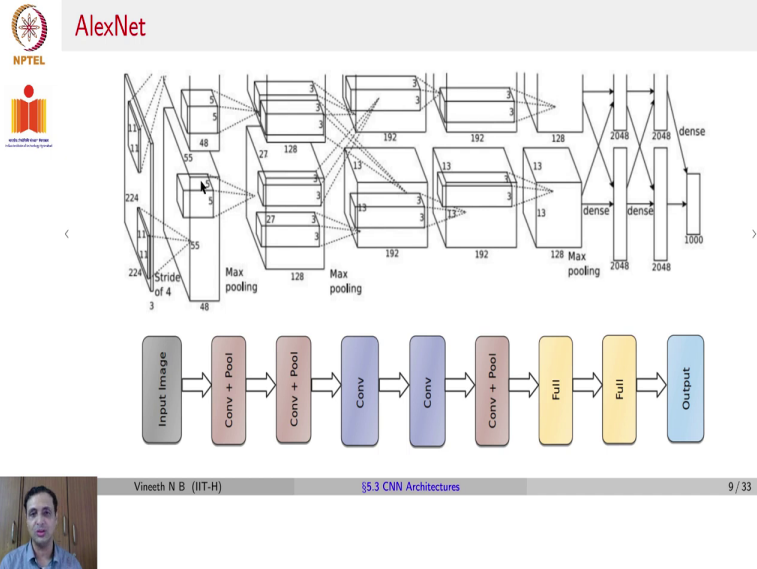 AlexNet
NPTEL
11
11
224
11
11
224
3
Stride
of 4
5
5
48
55
5
5
55
48
Max
pooling
3
3
128
27
3
3
27
3
3
128
Max
pooling
3
3
192
13
13
3
3
192
3
3
192
13
13
3
3
192
128
13
13
128
Max
pooling
2048
2048
dense
dense
dense
2048
2048
1000
Input Image
Conv + Pool
Conv + Pool
Conv
Conv
Conv + Pool
Full
Full
Output
Vineeth N B (IIT-H)
§5.3 CNN Architectures
9 / 33